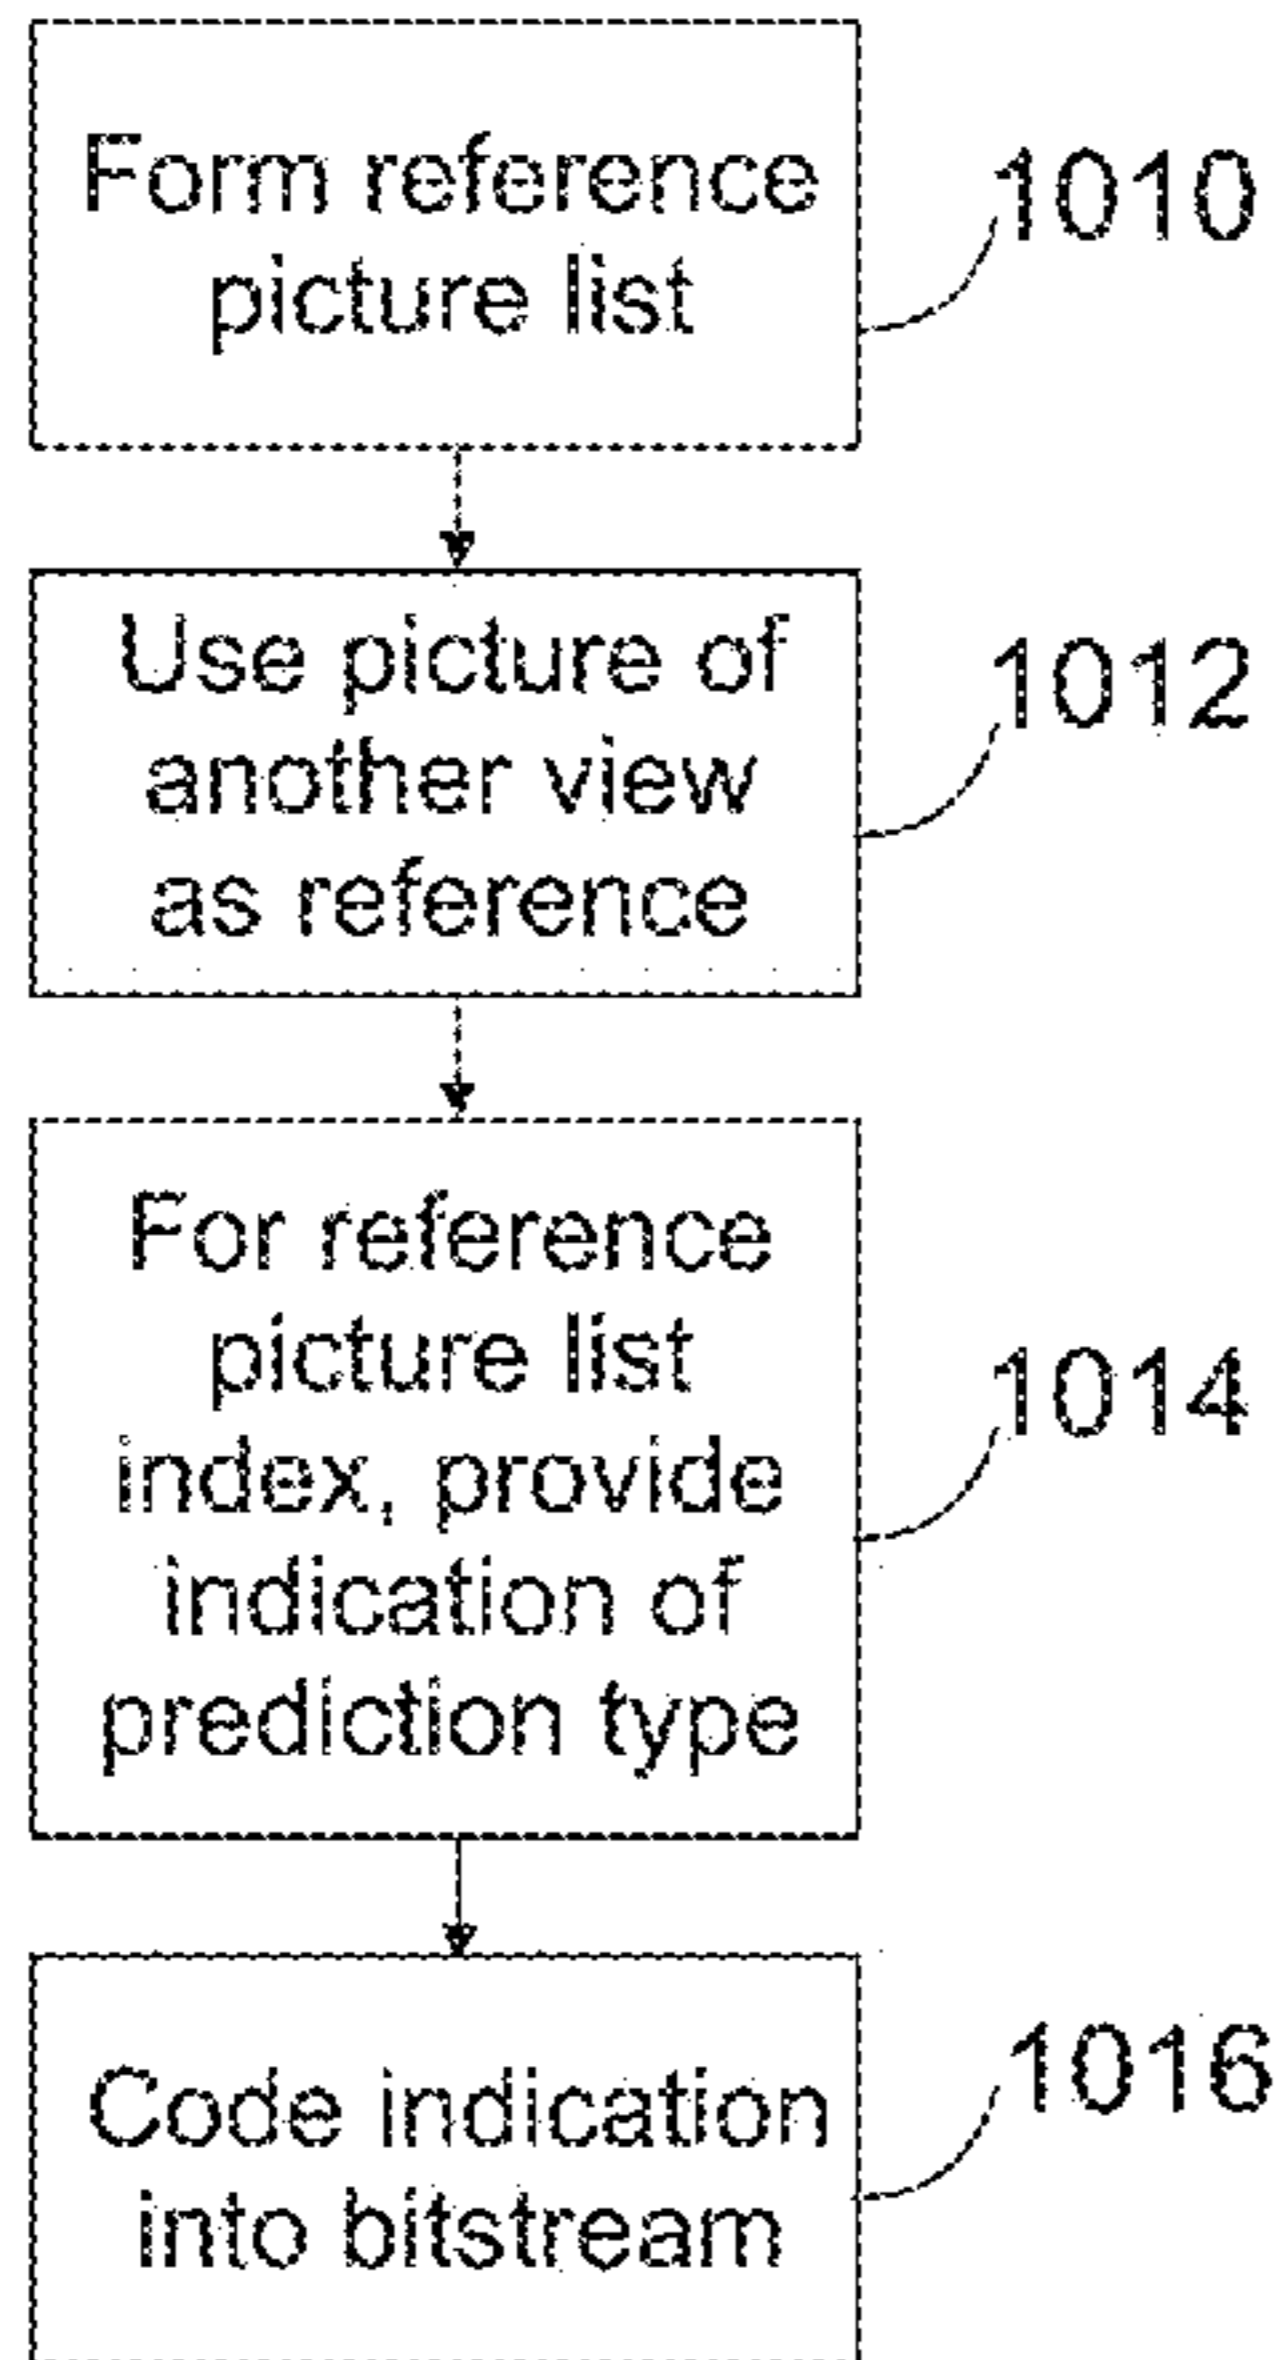 Form reference
picture list
1010
Use picture of
another view
as reference
1012
For reference
picture list
index, provide
indication of
prediction type
1014
Code indication
into bitstream
1016